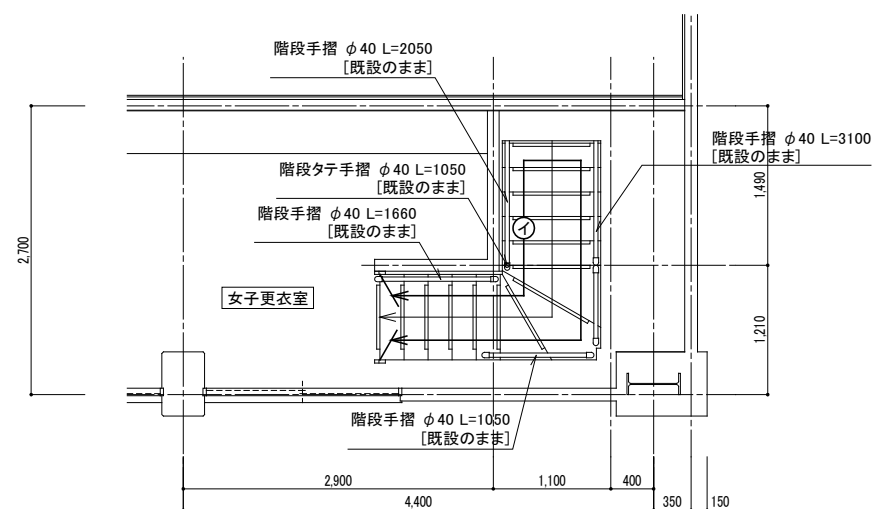 階段手摺 φ40 L=2050
[既設のまま]
階段手摺 φ40 L=3100
[既設のまま]
階段タテ手摺 φ40 L=1050
[既設のまま]
階段手摺 φ40 L=1660
[既設のまま]
イ
女子更衣室
2,700
1,490
1,210
階段手摺 φ40 L=1050
[既設のまま]
2,900
1,100
400
4,400
350
150